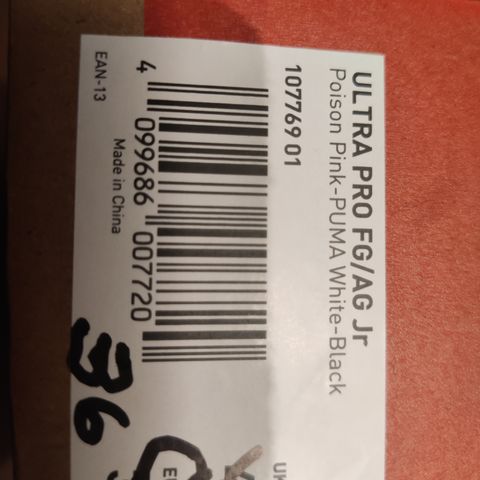 ULTRA PRO FG/AG Jr
Poison Pink-PUMA White-Black
107769 01
4 099686 007720
EAN-13
Made in China
36
UK